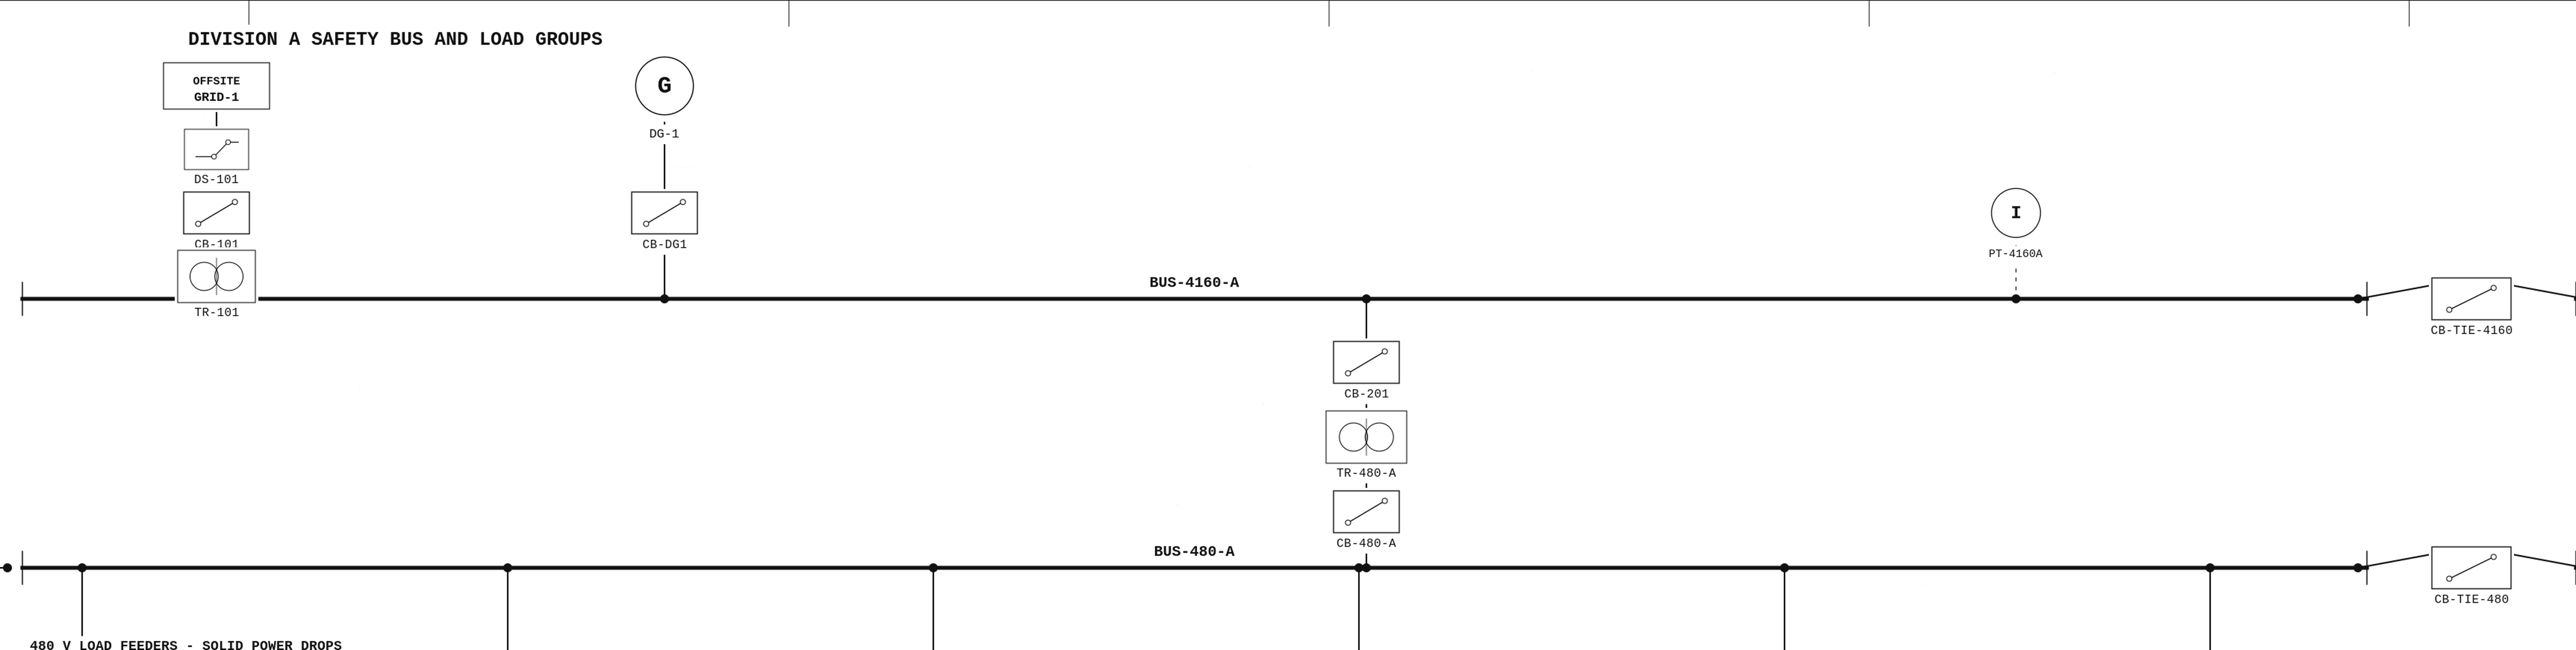 DIVISION A SAFETY BUS AND LOAD GROUPS
OFFSITE
GRID-1
G
DG-1
DS-101
CB-101
CB-DG1
I
PT-4160A
BUS-4160-A
TR-101
CB-TIE-4160
CB-201
TR-480-A
CB-480-A
BUS-480-A
CB-TIE-480
480 V LOAD FEEDERS - SOLID POWER DROPS